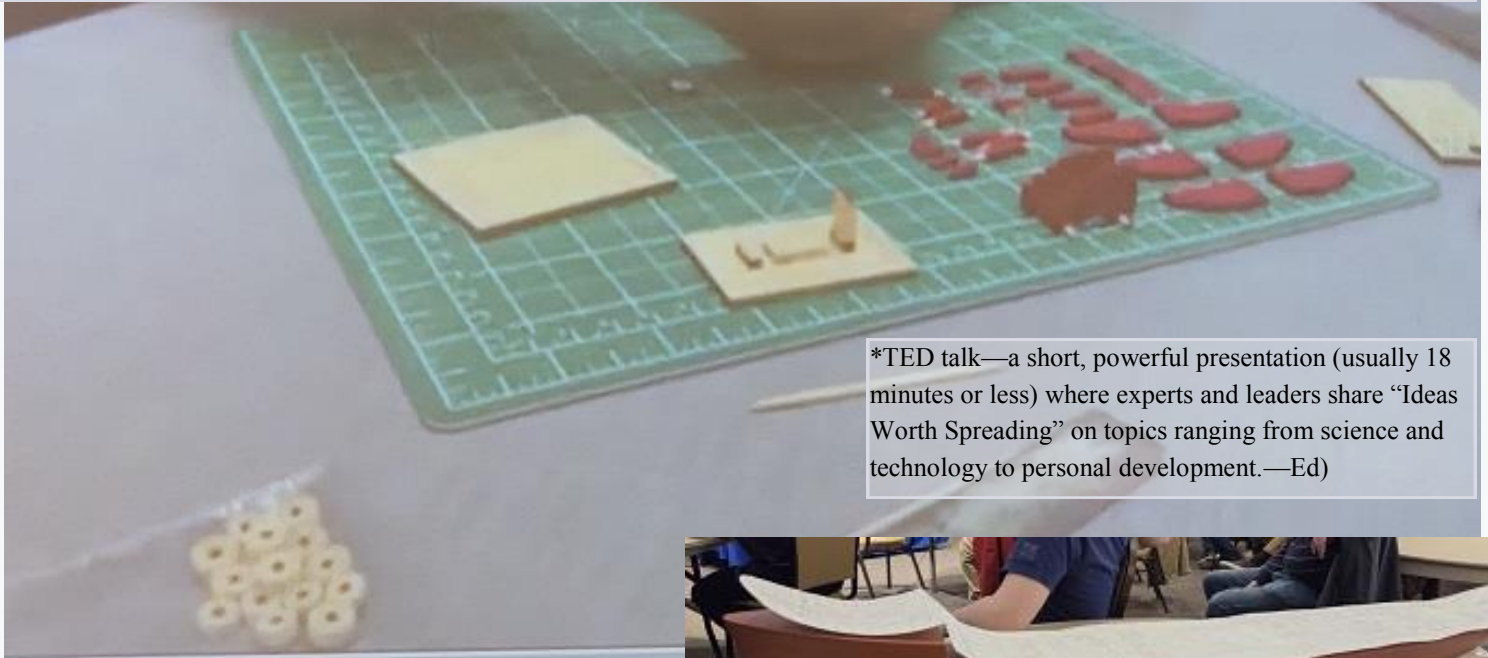 *TED talk—a short, powerful presentation (usually 18
minutes or less) where experts and leaders share “Ideas
Worth Spreading” on topics ranging from science and
technology to personal development.—Ed)